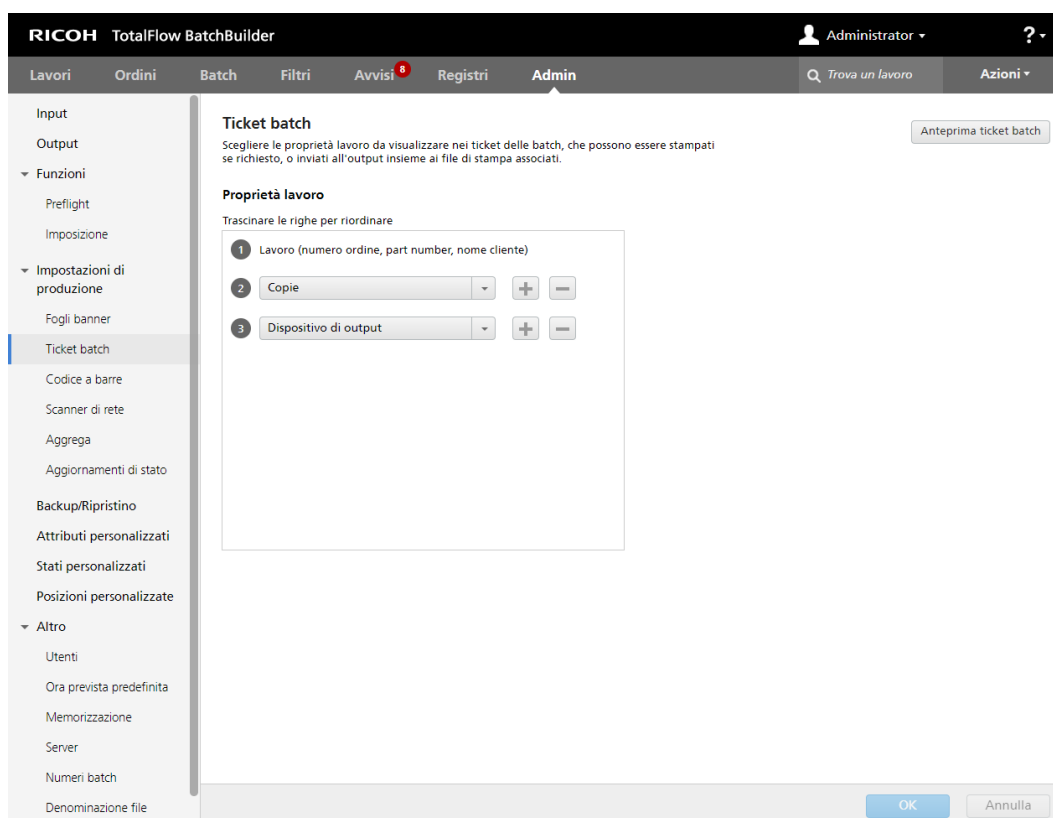 RICOH TotalFlow BatchBuilder
Administrator
?
Lavori Ordini Batch Filtri Avvisi 8 Registri Admin
Trova un lavoro
Azioni
Input
Output
Funzioni
Preflight
Imposizione
Impostazioni di
produzione
Fogli banner
Ticket batch
Codice a barre
Scanner di rete
Aggrega
Aggiornamenti di stato
Backup/Ripristino
Attributi personalizzati
Stati personalizzati
Posizioni personalizzate
Altro
Utenti
Ora prevista predefinita
Memorizzazione
Server
Numeri batch
Denominazione file
Ticket batch
Anteprima ticket batch
Scegliere le proprietà lavoro da visualizzare nei ticket delle batch, che possono essere stampati
se richiesto, o inviati all'output insieme ai file di stampa associati.
Proprietà lavoro
Trascinare le righe per riordinare
1 Lavoro (numero ordine, part number, nome cliente)
2 Copie
3 Dispositivo di output
OK
Annulla